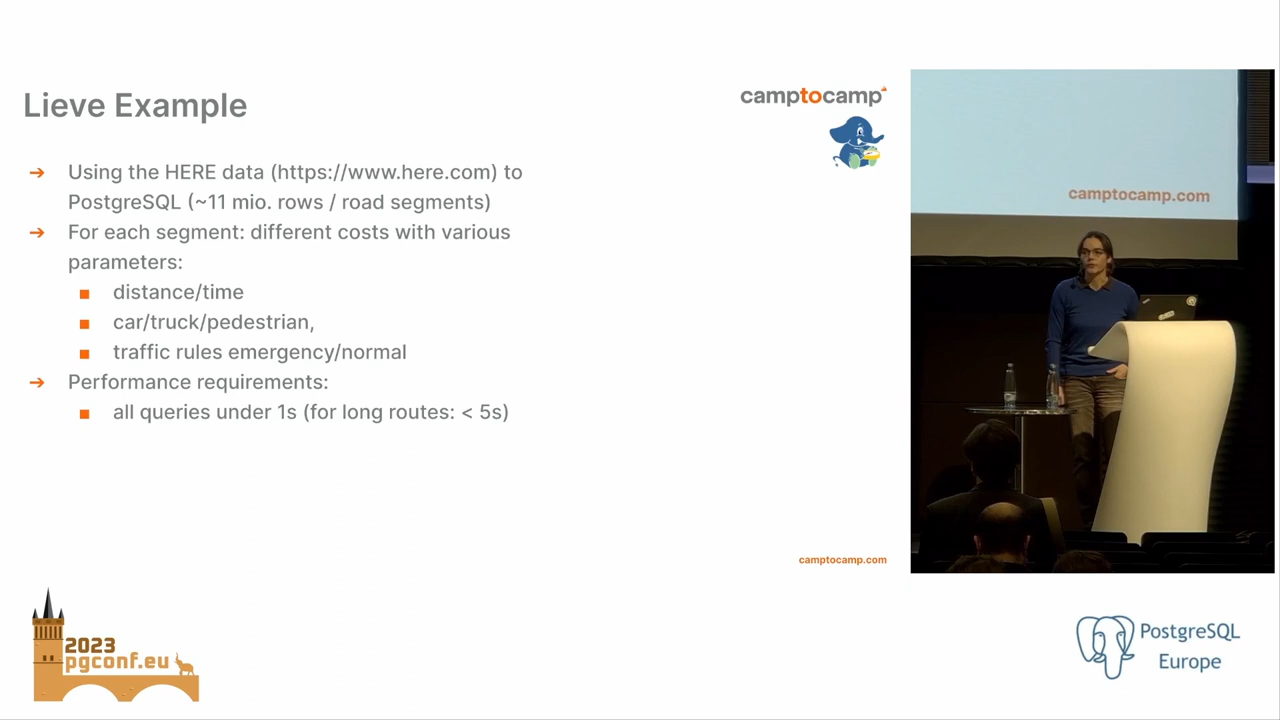 Lieve Example
camptocamp
➔ Using the HERE data (https://www.here.com) to
PostgreSQL (~11 mio. rows / road segments)
➔ For each segment: different costs with various
parameters:
■ distance/time
■ car/truck/pedestrian,
■ traffic rules emergency/normal
➔ Performance requirements:
■ all queries under 1s (for long routes: < 5s)
camptocamp.com
camptocamp.com
2023
pgconf.eu
PostgreSQL
Europe